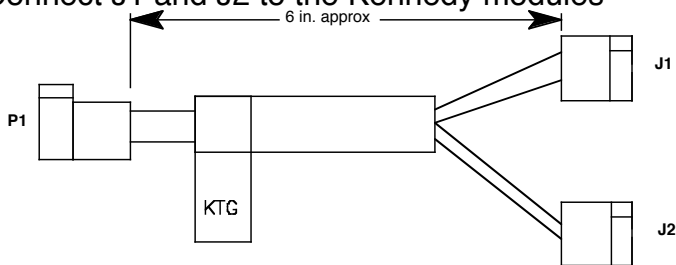 connect J1 and J2 to the Kennedy modules
6 in. approx
J1
P1
KTG
J2